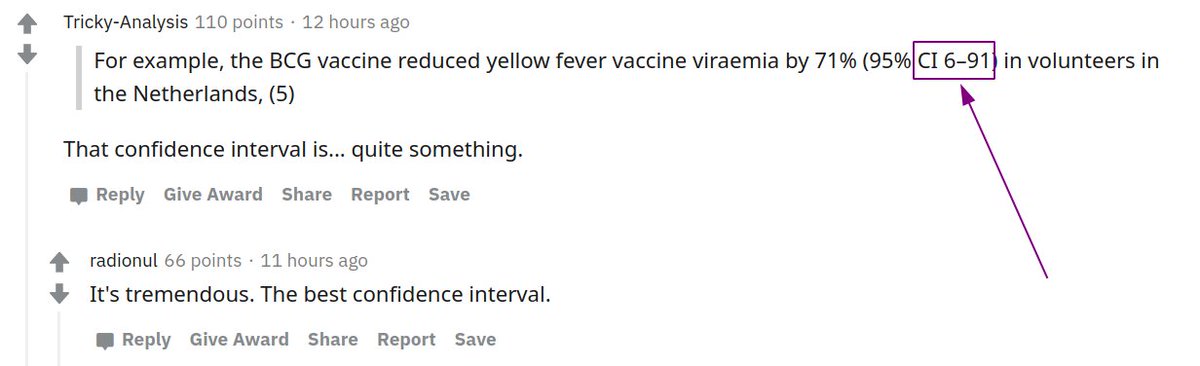 Tricky-Analysis 110 points · 12 hours ago
For example, the BCG vaccine reduced yellow fever vaccine viraemia by 71% (95% CI 6–91) in volunteers in
the Netherlands, (5)
That confidence interval is... quite something.
Reply Give Award Share Report Save
radionul 66 points · 11 hours ago
It's tremendous. The best confidence interval.
Reply Give Award Share Report Save